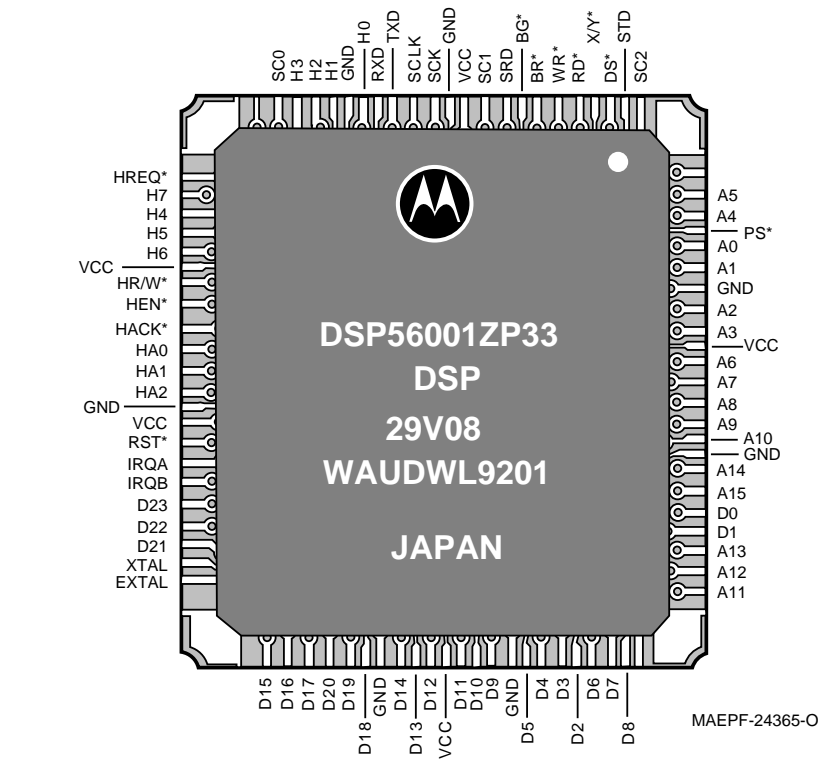 SC0
H3
H2
H1
GND
H0
RXD
TXD
SCLK
SCK
GND
VCC
SC1
SRD
BG*
BR*
WR*
RD*
X/Y*
DS*
STD
SC2
HREQ*
H7
H4
H5
H6
VCC
HR/W*
HEN*
HACK*
HA0
HA1
HA2
GND
VCC
RST*
IRQA
IRQB
D23
D22
D21
XTAL
EXTAL
DSP56001ZP33
DSP
29V08
WAUDWL9201
JAPAN
A5
A4
PS*
A0
A1
GND
A2
A3
VCC
A6
A7
A8
A9
A10
GND
A14
A15
D0
D1
A13
A12
A11
D15
D16
D17
D20
D19
D18
GND
D14
D13
D12
VCC
D11
D10
D9
GND
D5
D4
D3
D2
D6
D7
D8
MAEPF-24365-O